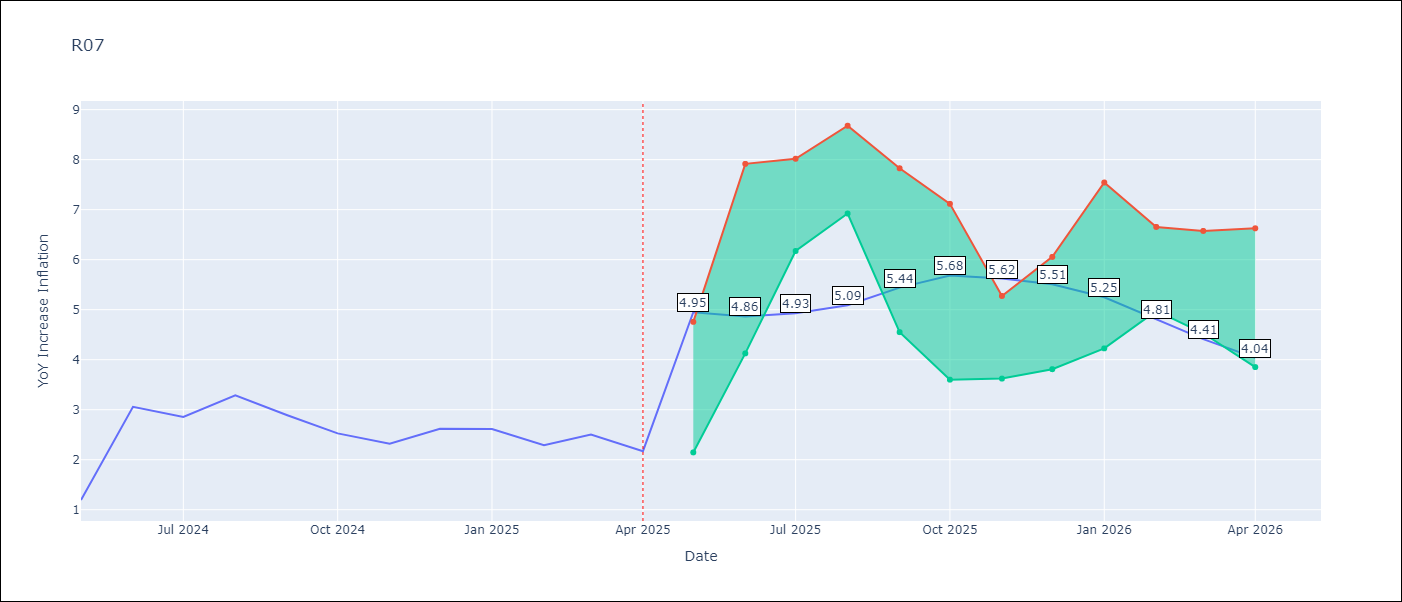 R07
YoY Increase Inflation
9
8
7
6
5
4
3
2
1
4.95
4.86
4.93
5.09
5.44
5.68
5.62
5.51
5.25
4.81
4.41
4.04
Jul 2024
Oct 2024
Jan 2025
Apr 2025
Jul 2025
Oct 2025
Jan 2026
Apr 2026
Date